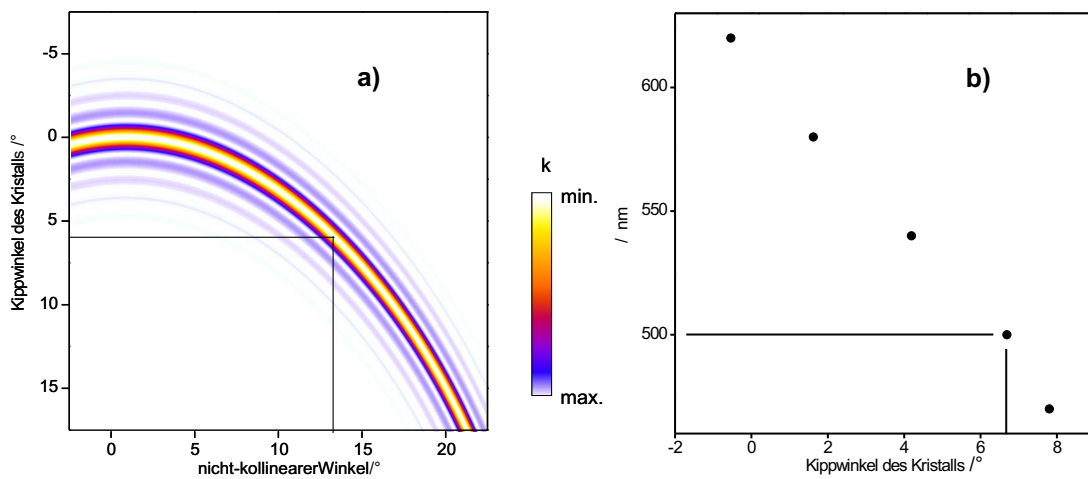 a)
-5
0
5
10
15
Kippwinkel des Kristalls /°
0
5
10
15
20
nicht-kollinearerWinkel/°
k
min.
max.
b)
600
550
500
/ nm
-2
0
2
4
6
8
Kippwinkel des Kristalls /°